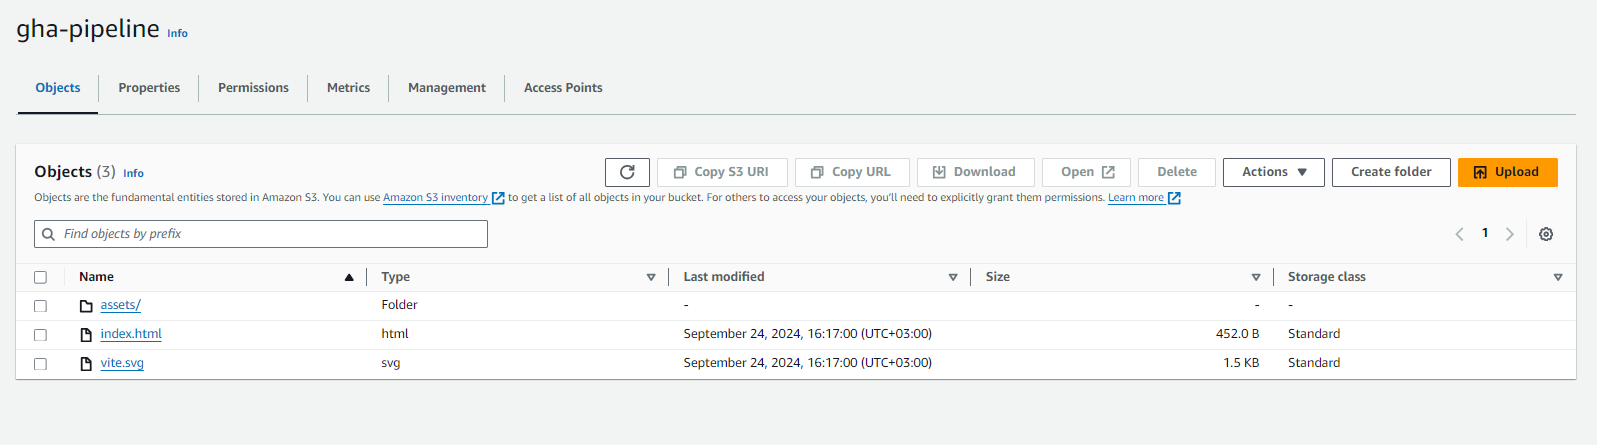 gha-pipeline Info
Objects Properties Permissions Metrics Management Access Points
Objects (3) Info Copy S3 URI Copy URL Download Open Delete Actions Create folder Upload
Objects are the fundamental entities stored in Amazon S3. You can use Amazon S3 inventory to get a list of all objects in your bucket. For others to access your objects, you'll need to explicitly grant them permissions. Learn more
Find objects by prefix 1
Name Type Last modified Size Storage class
assets/ Folder - - -
index.html html September 24, 2024, 16:17:00 (UTC+03:00) 452.0 B Standard
vite.svg svg September 24, 2024, 16:17:00 (UTC+03:00) 1.5 KB Standard